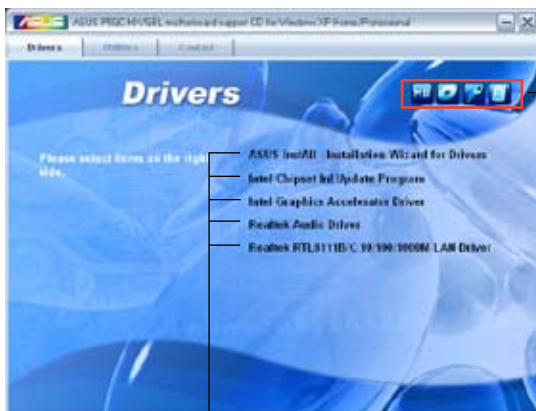 ASUS P5GC-MX/GBL motherboard support CD for Windows XP Home/Professional
Drivers Utilities Contact
Drivers
Please select items on the right side.
ASUS InstAll - Installation Wizard for Drivers
Intel Chipset Inf Update Program
Intel Graphics Accelerator Driver
Realtek Audio Driver
Realtek RTL8111B/C 10/100/1000M LAN Driver